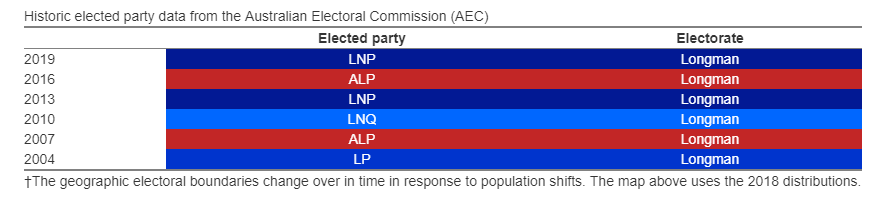 Historic elected party data from the Australian Electoral Commission (AEC)
Elected party Electorate
2019 LNP Longman
2016 ALP Longman
2013 LNP Longman
2010 LNQ Longman
2007 ALP Longman
2004 LP Longman
†The geographic electoral boundaries change over in time in response to population shifts. The map above uses the 2018 distributions.